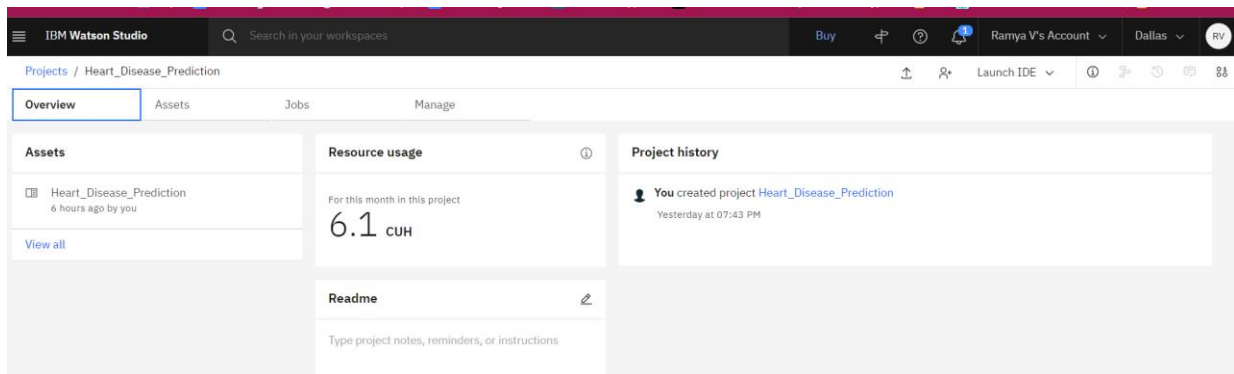 IBM Watson Studio
Search in your workspaces
Buy
1
Ramya V's Account
Dallas
RV
Projects / Heart_Disease_Prediction
Launch IDE
Overview
Assets
Jobs
Manage
Assets
Heart_Disease_Prediction
6 hours ago by you
View all
Resource usage
For this month in this project
6.1 CUH
Readme
Type project notes, reminders, or instructions
Project history
You created project Heart_Disease_Prediction
Yesterday at 07:43 PM